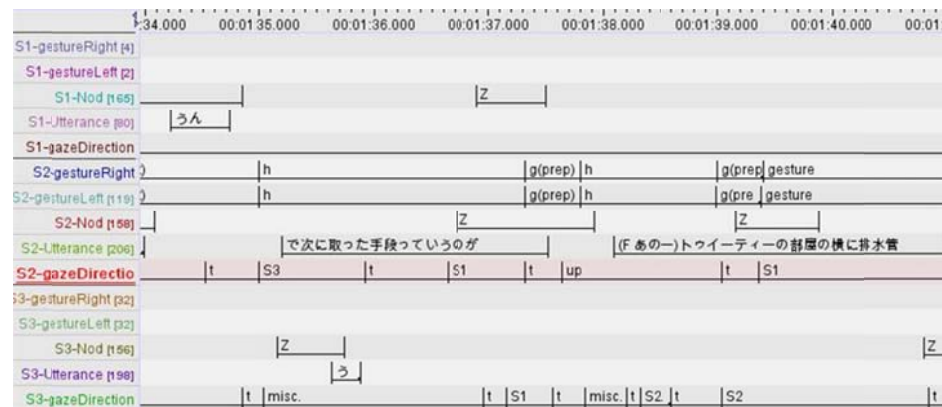 :34.000 00:01:35.000 00:01:36.000 00:01:37.000 00:01:38.000 00:01:39.000 00:01:40.000 00:01
S1-gestureRight [4]
S1-gestureLeft [2]
S1-Nod [165] Z
S1-Utterance [80] うん
S1-gazeDirection
S2-gestureRight h g(prep) h g(prep gesture
S2-gestureLeft [119] h g(prep) h g(pre gesture
S2-Nod [158] Z Z
S2-Utterance [206] で次に取った手段っていうのが (F あのー)トゥイーティーの部屋の横に排水管
S2-gazeDirectio t S3 t S1 t up t S1
S3-gestureRight [32]
S3-gestureLeft [32]
S3-Nod [156] Z Z
S3-Utterance [198] う
S3-gazeDirection t misc. t S1 t misc. t S2 t S2 t